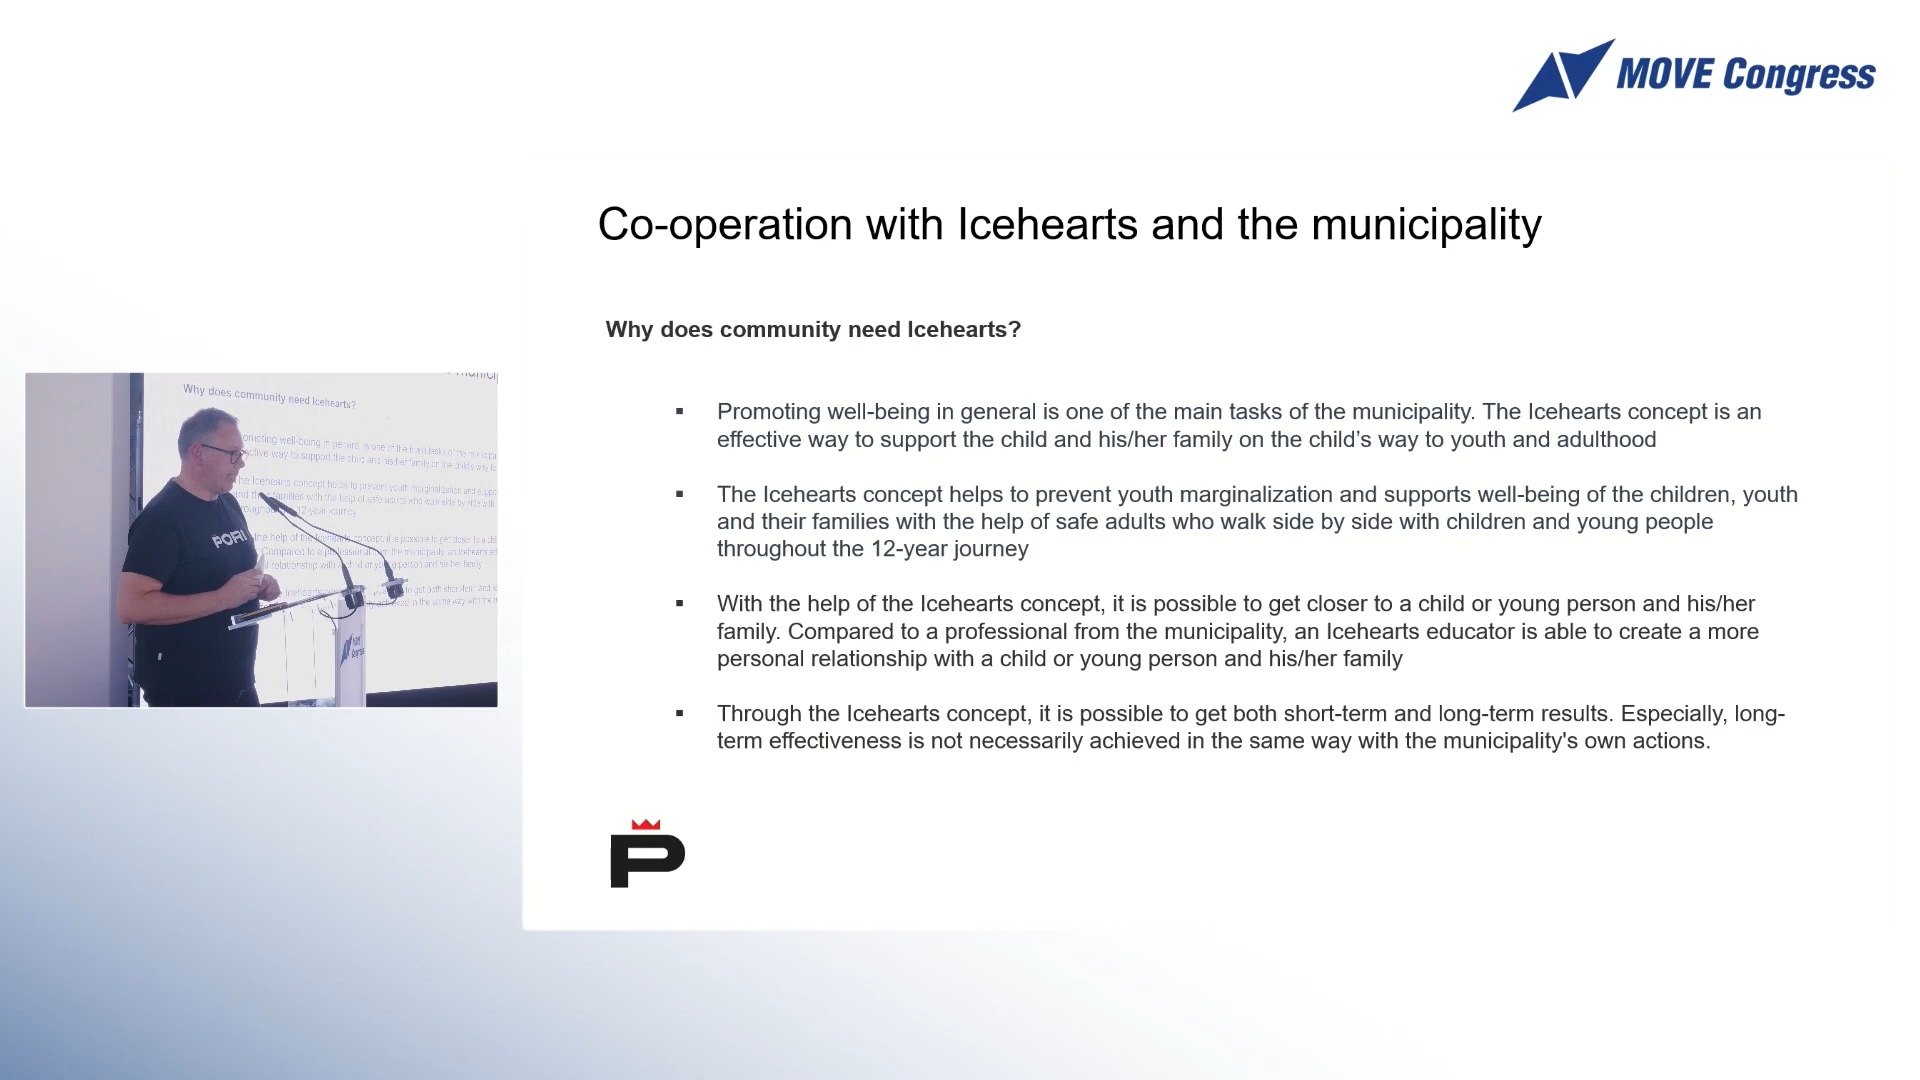 MOVE Congress
Co-operation with Icehearts and the municipality
Why does community need Icehearts?
▪ Promoting well-being in general is one of the main tasks of the municipality. The Icehearts concept is an
effective way to support the child and his/her family on the child’s way to youth and adulthood
▪ The Icehearts concept helps to prevent youth marginalization and supports well-being of the children, youth
and their families with the help of safe adults who walk side by side with children and young people
throughout the 12-year journey
▪ With the help of the Icehearts concept, it is possible to get closer to a child or young person and his/her
family. Compared to a professional from the municipality, an Icehearts educator is able to create a more
personal relationship with a child or young person and his/her family
▪ Through the Icehearts concept, it is possible to get both short-term and long-term results. Especially, long-
term effectiveness is not necessarily achieved in the same way with the municipality's own actions.
P
Why does community need Icehearts?
PORI
MOVE
Congress